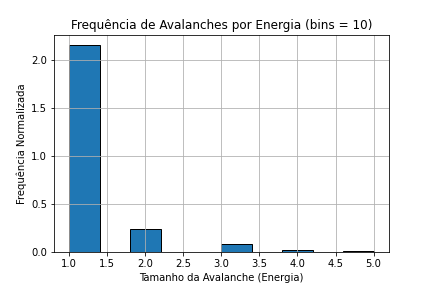 Frequência de Avalanches por Energia (bins = 10)
Frequência Normalizada
2.0
1.5
1.0
0.5
0.0
1.0 1.5 2.0 2.5 3.0 3.5 4.0 4.5 5.0
Tamanho da Avalanche (Energia)